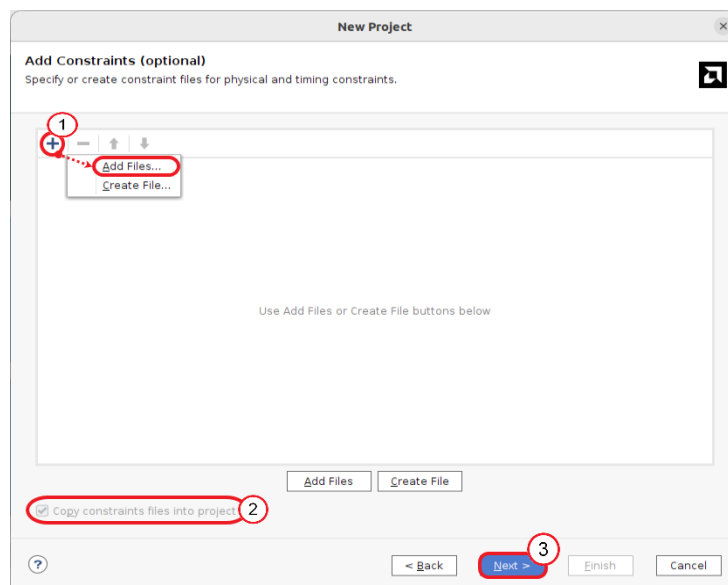 New Project
Add Constraints (optional)
Specify or create constraint files for physical and timing constraints.
1
Add Files...
Create File...
Use Add Files or Create File buttons below
Add Files Create File
Copy constraints files into project 2
3
? < Back Next > Finish Cancel